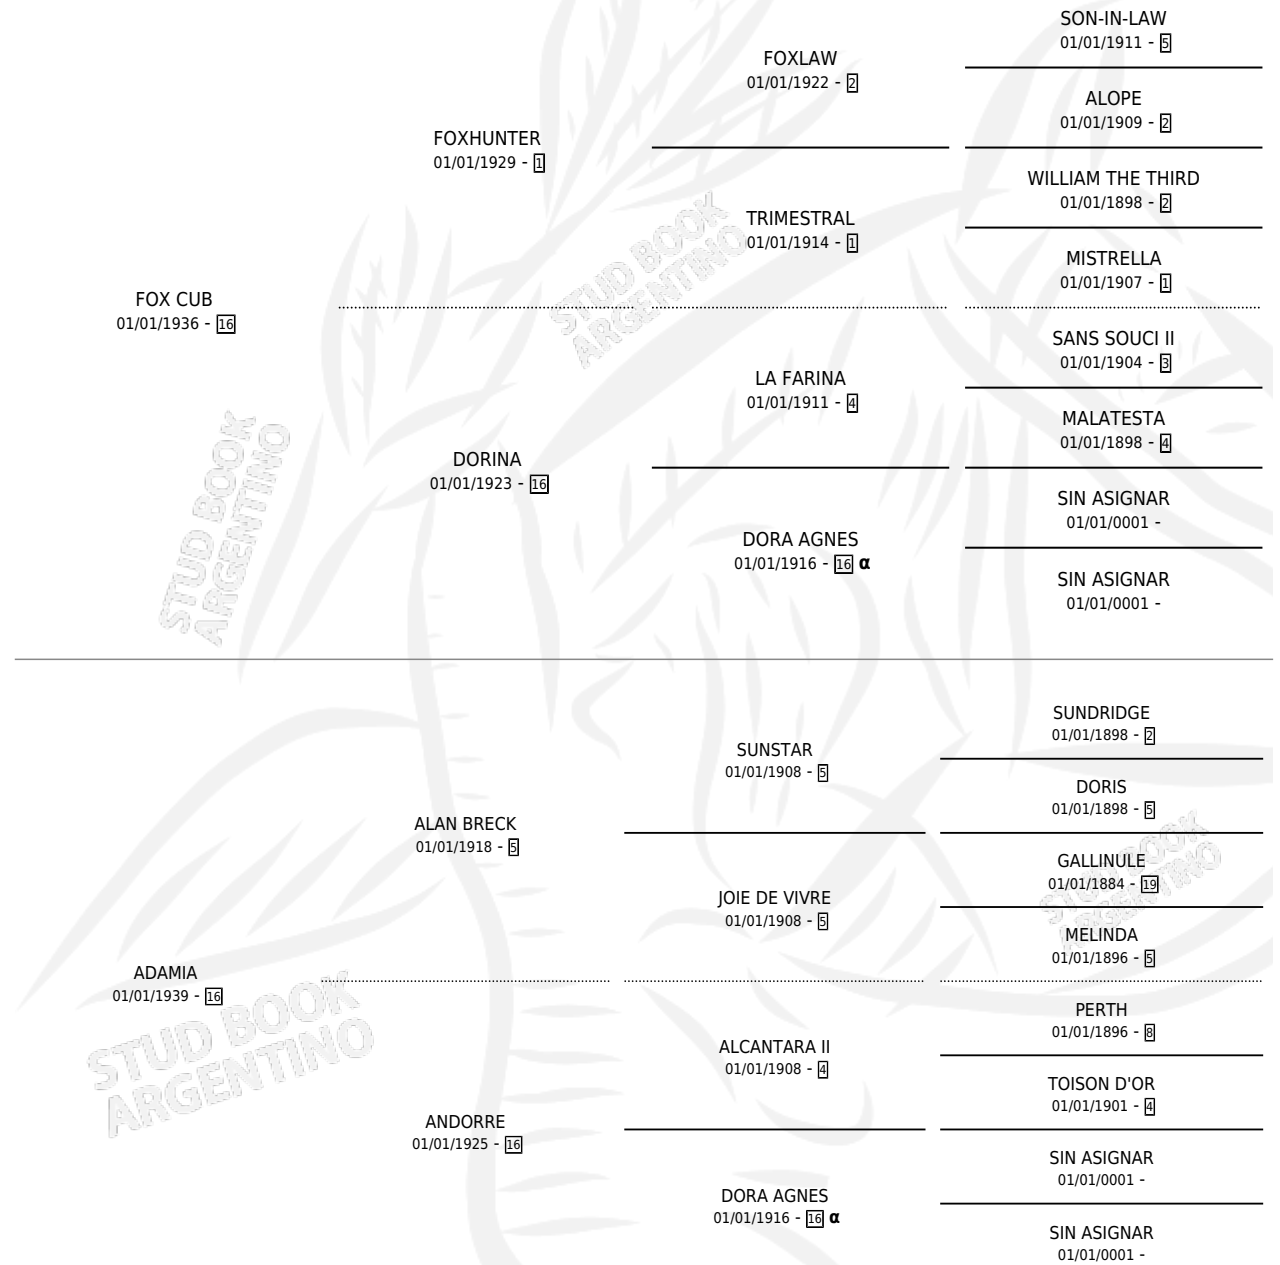 SON-IN-LAW
01/01/1911 - 5
FOXLAW
01/01/1922 - 2
ALOPE
01/01/1909 - 2
FOXHUNTER
01/01/1929 - 1
WILLIAM THE THIRD
01/01/1898 - 2
TRIMESTRAL
01/01/1914 - 1
MISTRELLA
01/01/1907 - 1
STUD BOOK
ARGENTINO
FOX CUB
01/01/1936 - 16
SANS SOUCI II
01/01/1904 - 3
LA FARINA
01/01/1911 - 4
MALATESTA
01/01/1898 - 4
DORINA
01/01/1923 - 16
SIN ASIGNAR
01/01/0001 -
DORA AGNES
01/01/1916 - 16 α
SIN ASIGNAR
01/01/0001 -
STUD BOOK
ARGENTINO
SUNDRIDGE
01/01/1898 - 2
SUNSTAR
01/01/1908 - 5
DORIS
01/01/1898 - 5
ALAN BRECK
01/01/1918 - 5
GALLINULE
01/01/1884 - 19
JOIE DE VIVRE
01/01/1908 - 5
MELINDA
01/01/1896 - 5
STUD BOOK
ARGENTINO
ADAMIA
01/01/1939 - 16
PERTH
01/01/1896 - 8
ALCANTARA II
01/01/1908 - 4
TOISON D'OR
01/01/1901 - 4
STUD BOOK
ARGENTINO
ANDORRE
01/01/1925 - 16
SIN ASIGNAR
01/01/0001 -
DORA AGNES
01/01/1916 - 16 α
SIN ASIGNAR
01/01/0001 -